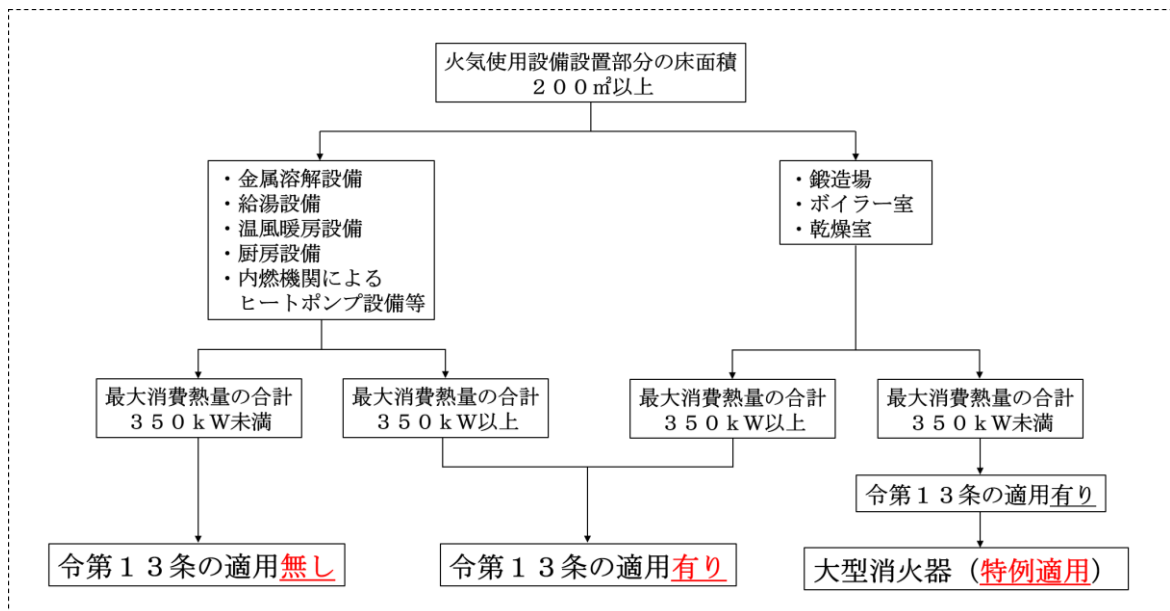 火気使用設備設置部分の床面積
２００㎡以上
・金属溶解設備
・給湯設備
・温風暖房設備
・厨房設備
・内燃機関による
ヒートポンプ設備等
・鍛造場
・ボイラー室
・乾燥室
最大消費熱量の合計
３５０ｋＷ未満
最大消費熱量の合計
３５０ｋＷ以上
最大消費熱量の合計
３５０ｋＷ以上
最大消費熱量の合計
３５０ｋＷ未満
令第１３条の適用有り
令第１３条の適用無し
令第１３条の適用有り
大型消火器（特例適用）